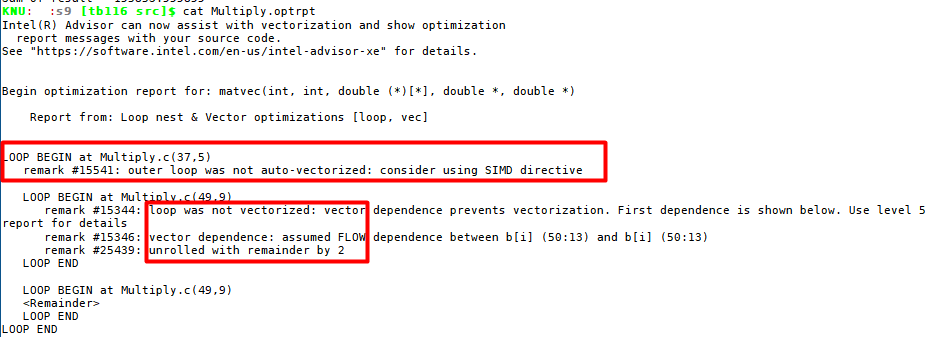 KNU: :s9 [tb116 src]$ cat Multiply.optrpt
Intel(R) Advisor can now assist with vectorization and show optimization
report messages with your source code.
See "https://software.intel.com/en-us/intel-advisor-xe" for details.
Begin optimization report for: matvec(int, int, double (*)[*], double *, double *)
Report from: Loop nest & Vector optimizations [loop, vec]
LOOP BEGIN at Multiply.c(37,5)
remark #15541: outer loop was not auto-vectorized: consider using SIMD directive
LOOP BEGIN at Multiply.c(49,9)
remark #15344: loop was not vectorized: vector dependence prevents vectorization. First dependence is shown below. Use level 5
report for details
remark #15346: vector dependence: assumed FLOW dependence between b[i] (50:13) and b[i] (50:13)
remark #25439: unrolled with remainder by 2
LOOP END
LOOP BEGIN at Multiply.c(49,9)
<Remainder>
LOOP END
LOOP END